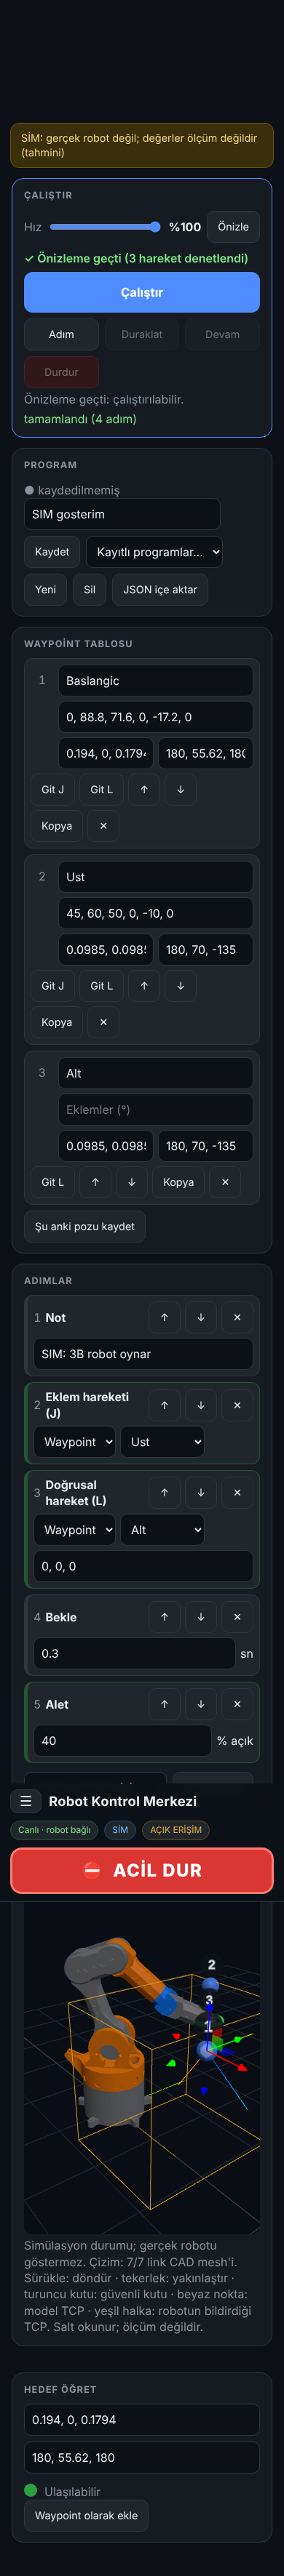 SİM: gerçek robot değil; değerler ölçüm değildir
(tahmini)
ÇALIŞTIR
Hız %100 Önizle
✓ Önizleme geçti (3 hareket denetlendi)
Çalıştır
Adım Duraklat Devam
Durdur
Önizleme geçti: çalıştırılabilir.
tamamlandı (4 adım)
PROGRAM
● kaydedilmemiş
SIM gosterim
Kaydet Kayıtlı programlar...
Yeni Sil JSON içe aktar
WAYPOİNT TABLOSU
1 Baslangic
0, 88.8, 71.6, 0, -17.2, 0
0.194, 0, 0.1794 180, 55.62, 180
Git J Git L ↑ ↓
Kopya ✕
2 Ust
45, 60, 50, 0, -10, 0
0.0985, 0.0985 180, 70, -135
Git J Git L ↑ ↓
Kopya ✕
3 Alt
Eklemler (°)
0.0985, 0.0985 180, 70, -135
Git L ↑ ↓ Kopya ✕
Şu anki pozu kaydet
ADIMLAR
1 Not ↑ ↓ ✕
SIM: 3B robot oynar
2 Eklem hareketi
(J) ↑ ↓ ✕
Waypoint Ust
3 Doğrusal
hareket (L) ↑ ↓ ✕
Waypoint Alt
0, 0, 0
4 Bekle ↑ ↓ ✕
0.3 sn
5 Alet ↑ ↓ ✕
40 % açık
☰ Robot Kontrol Merkezi
Canlı · robot bağlı SİM AÇIK ERİŞİM
⛔ ACİL DUR
2
3
1
Simülasyon durumu; gerçek robotu
göstermez. Çizim: 7/7 link CAD mesh'i.
Sürükle: döndür · tekerlek: yakınlaştır ·
turuncu kutu: güvenli kutu · beyaz nokta:
model TCP · yeşil halka: robotun bildirdiği
TCP. Salt okunur; ölçüm değildir.
HEDEF ÖĞRET
0.194, 0, 0.1794
180, 55.62, 180
Ulaşılabilir
Waypoint olarak ekle